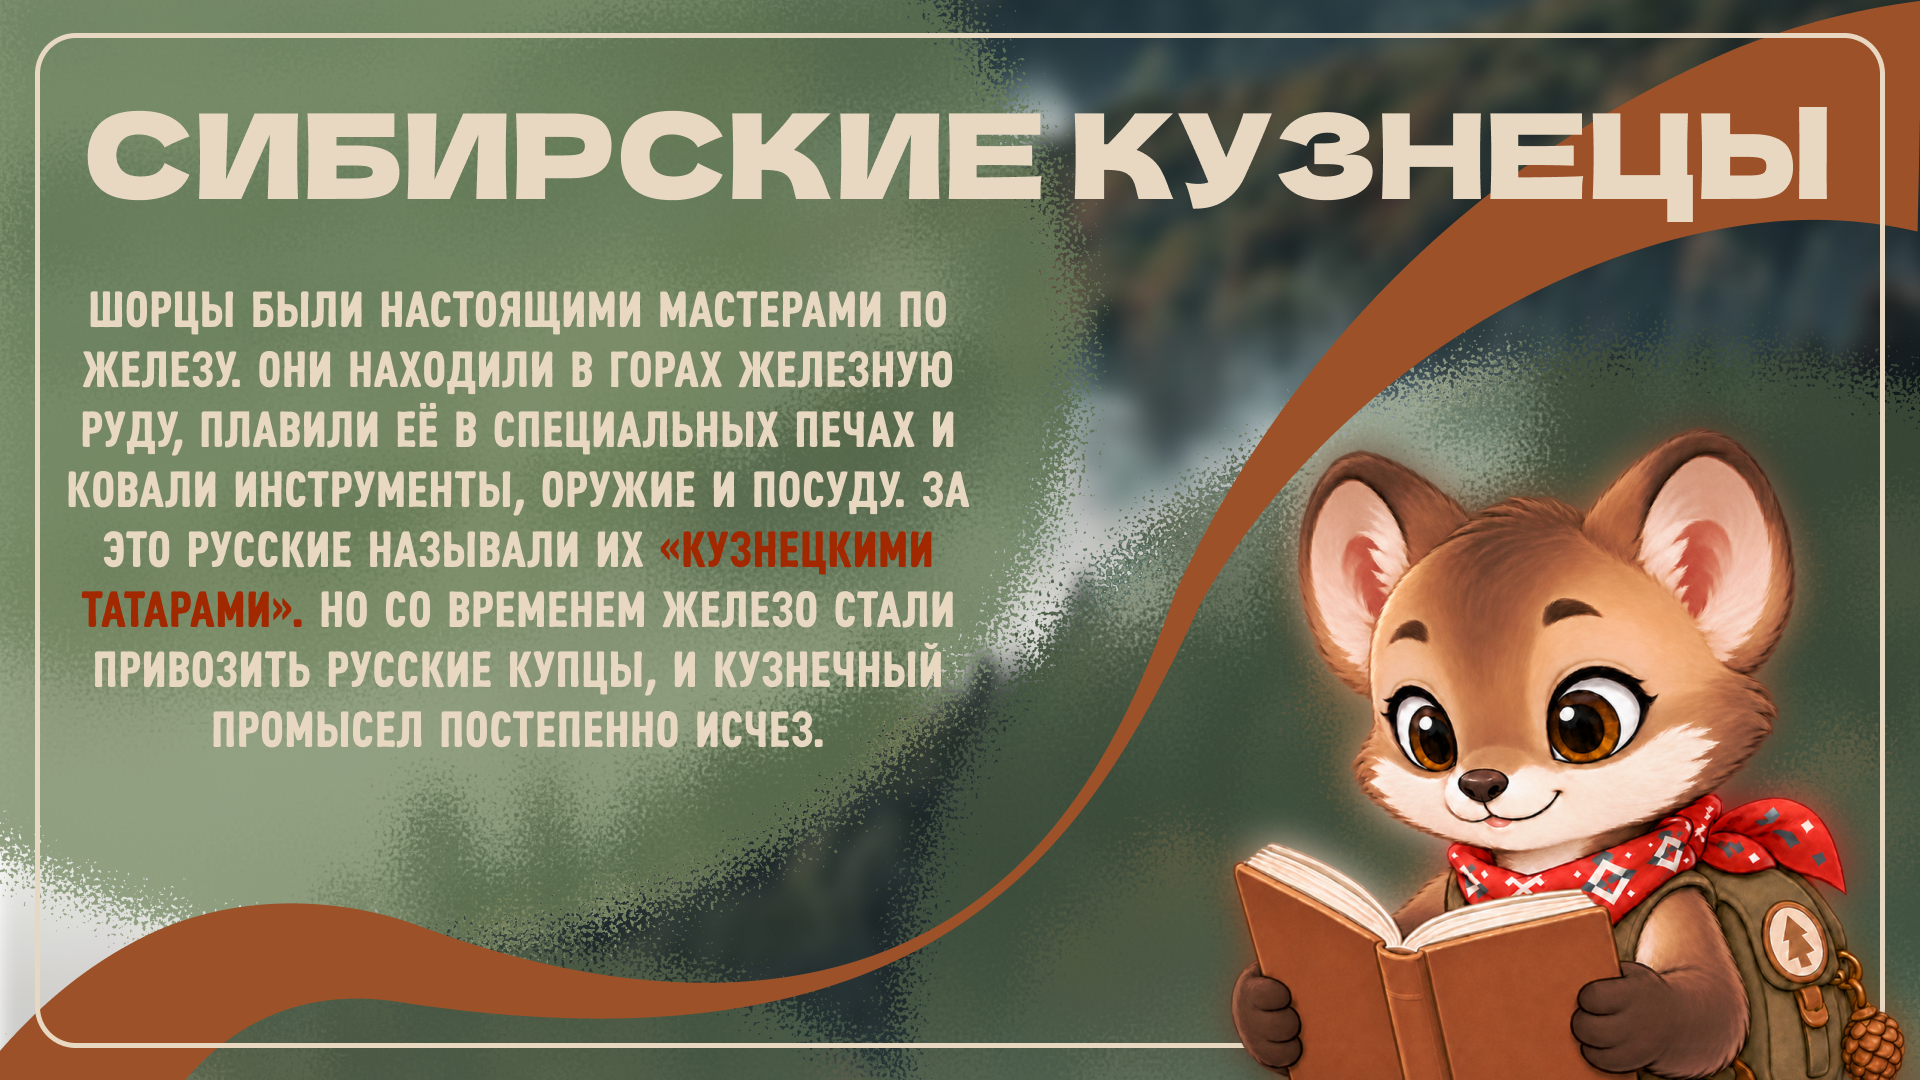 СИБИРСКИЕ КУЗНЕЦЫ
ШОРЦЫ БЫЛИ НАСТОЯЩИМИ МАСТЕРАМИ ПО
ЖЕЛЕЗУ. ОНИ НАХОДИЛИ В ГОРАХ ЖЕЛЕЗНУЮ
РУДУ, ПЛАВИЛИ ЕЁ В СПЕЦИАЛЬНЫХ ПЕЧАХ И
КОВАЛИ ИНСТРУМЕНТЫ, ОРУЖИЕ И ПОСУДУ. ЗА
ЭТО РУССКИЕ НАЗЫВАЛИ ИХ «КУЗНЕЦКИМИ
ТАТАРАМИ». НО СО ВРЕМЕНЕМ ЖЕЛЕЗО СТАЛИ
ПРИВОЗИТЬ РУССКИЕ КУПЦЫ, И КУЗНЕЧНЫЙ
ПРОМЫСЕЛ ПОСТЕПЕННО ИСЧЕЗ.